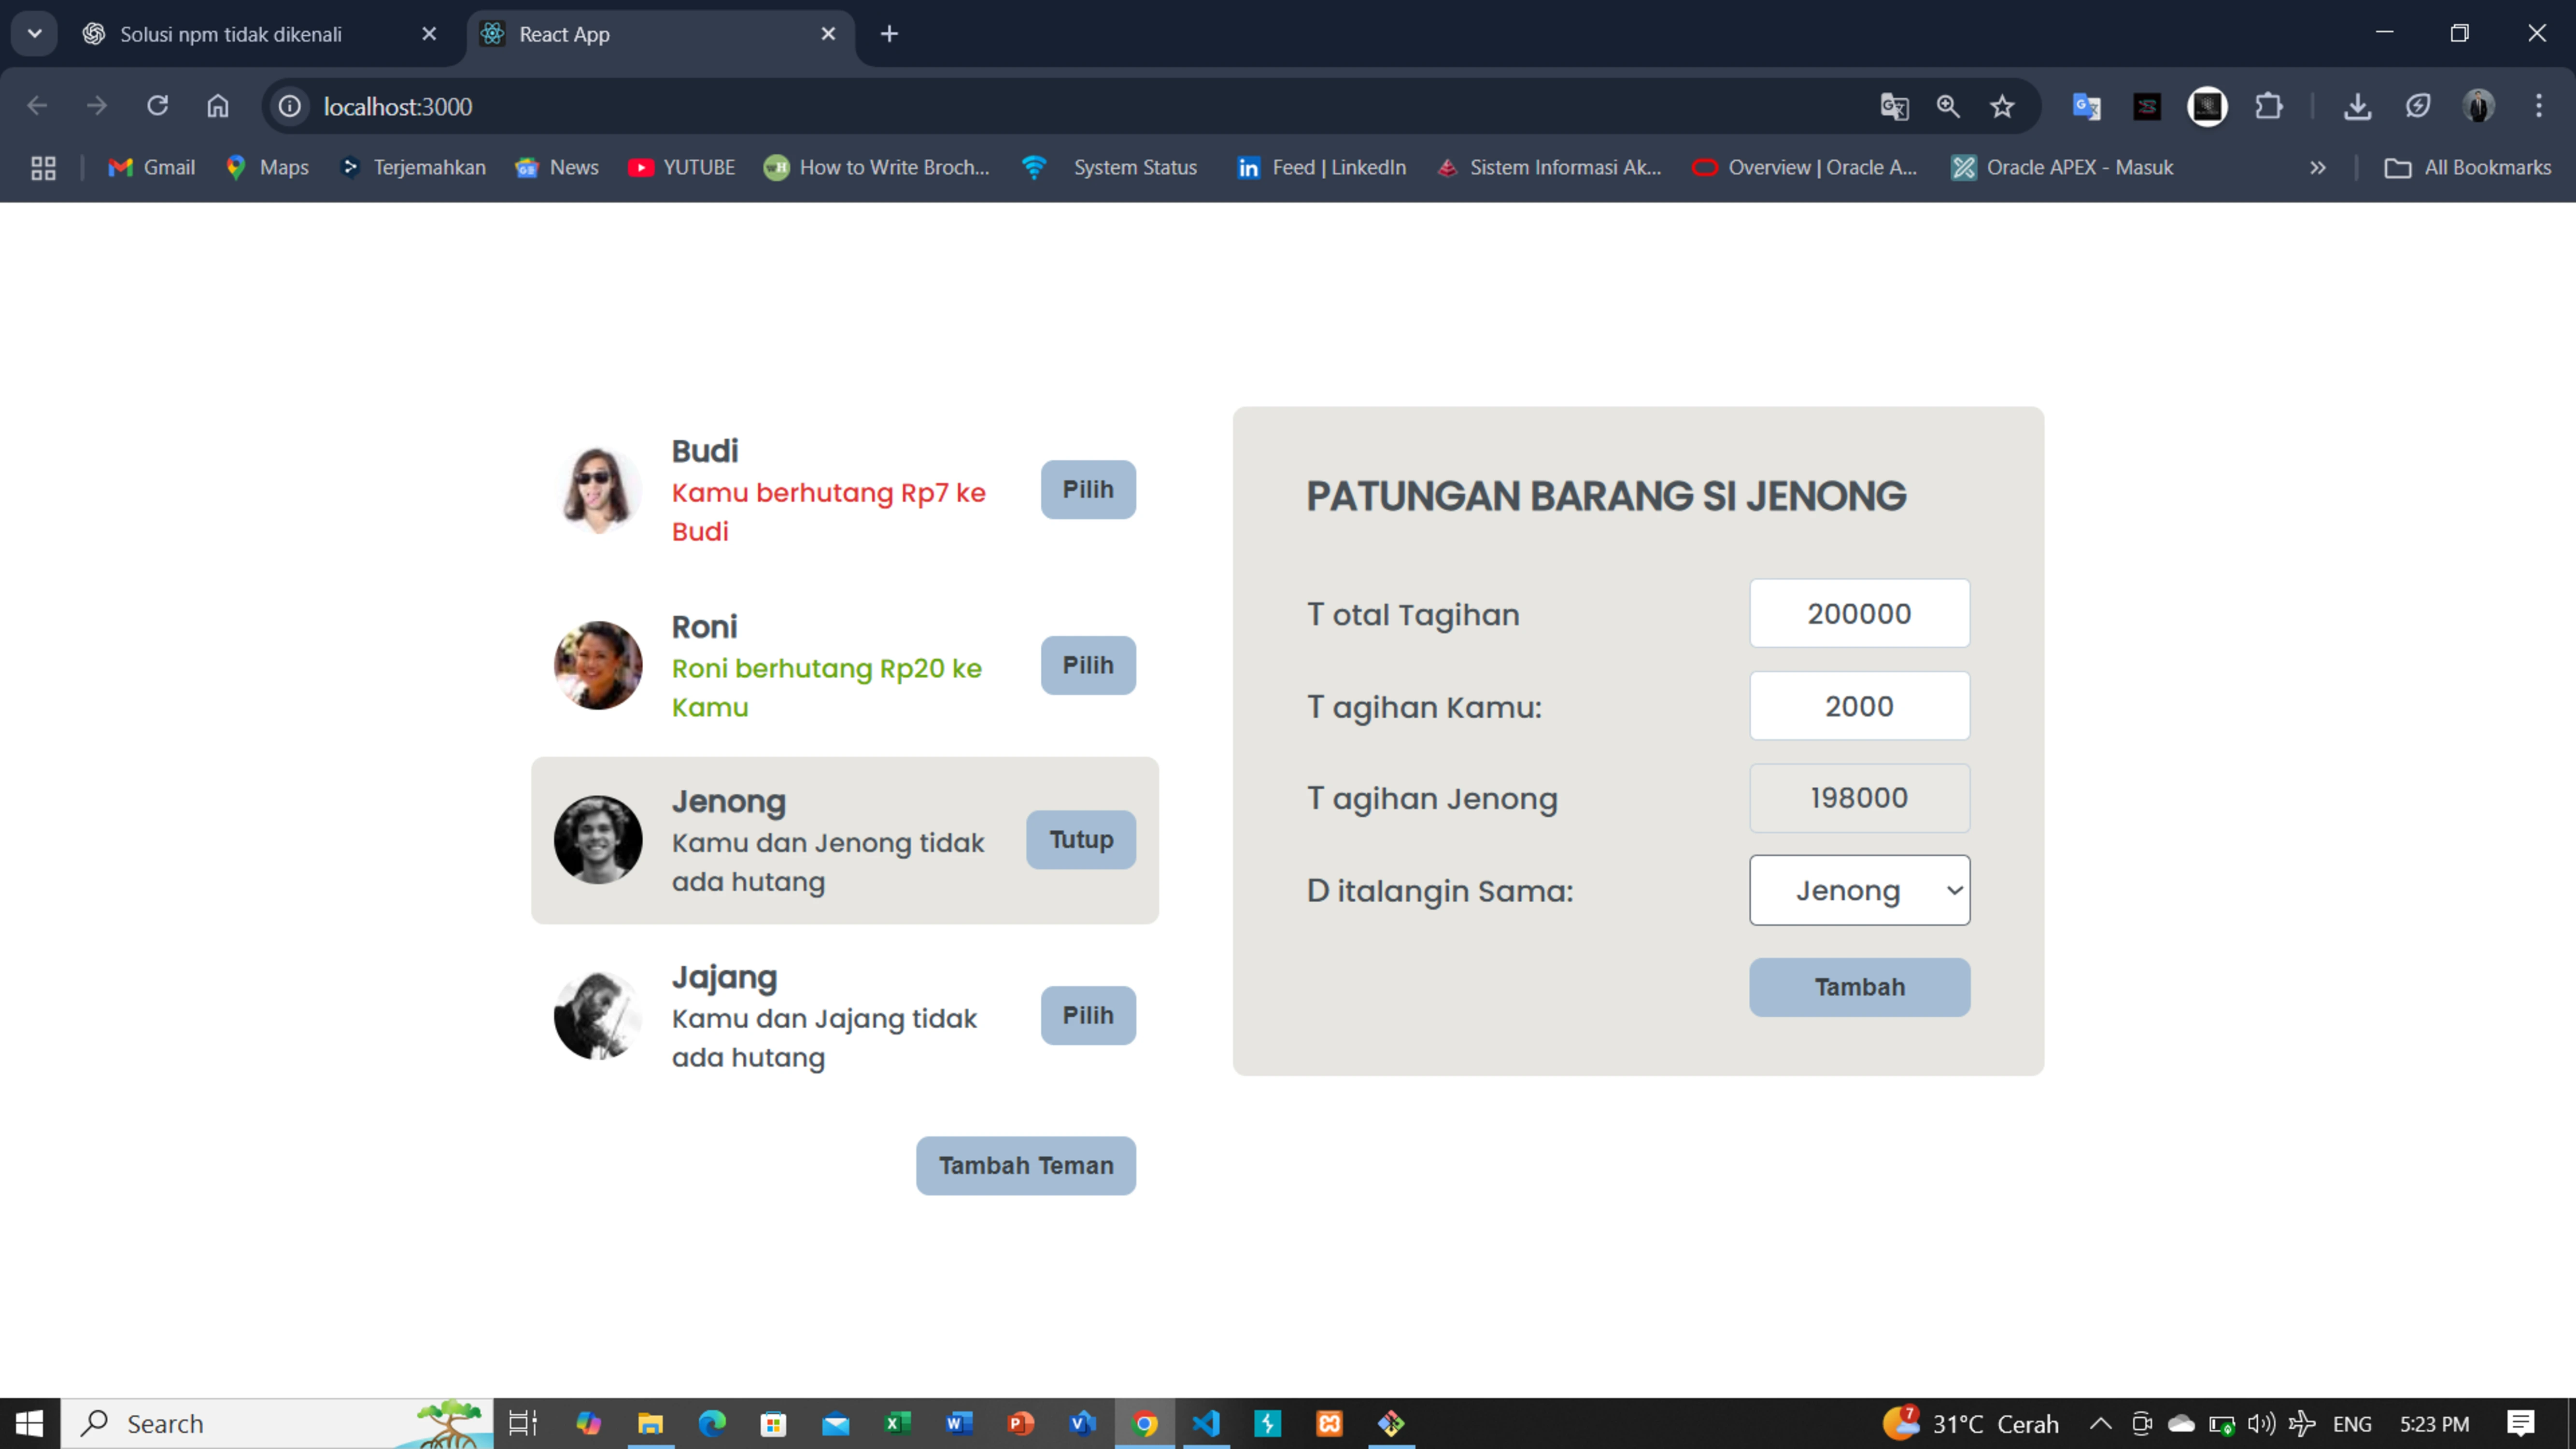 Solusi npm tidak dikenali
React App
localhost:3000
Gmail
Maps
Terjemahkan
News
YUTUBE
How to Write Broch...
System Status
Feed | LinkedIn
Sistem Informasi Ak...
Overview | Oracle A...
Oracle APEX - Masuk
All Bookmarks
Budi
Kamu berhutang Rp7 ke
Budi
Pilih
Roni
Roni berhutang Rp20 ke
Kamu
Pilih
Jenong
Kamu dan Jenong tidak
ada hutang
Tutup
Jajang
Kamu dan Jajang tidak
ada hutang
Pilih
Tambah Teman
PATUNGAN BARANG SI JENONG
T otal Tagihan
200000
T agihan Kamu:
2000
T agihan Jenong
198000
D italangin Sama:
Jenong
Tambah
Search
7
31°C Cerah
ENG
5:23 PM